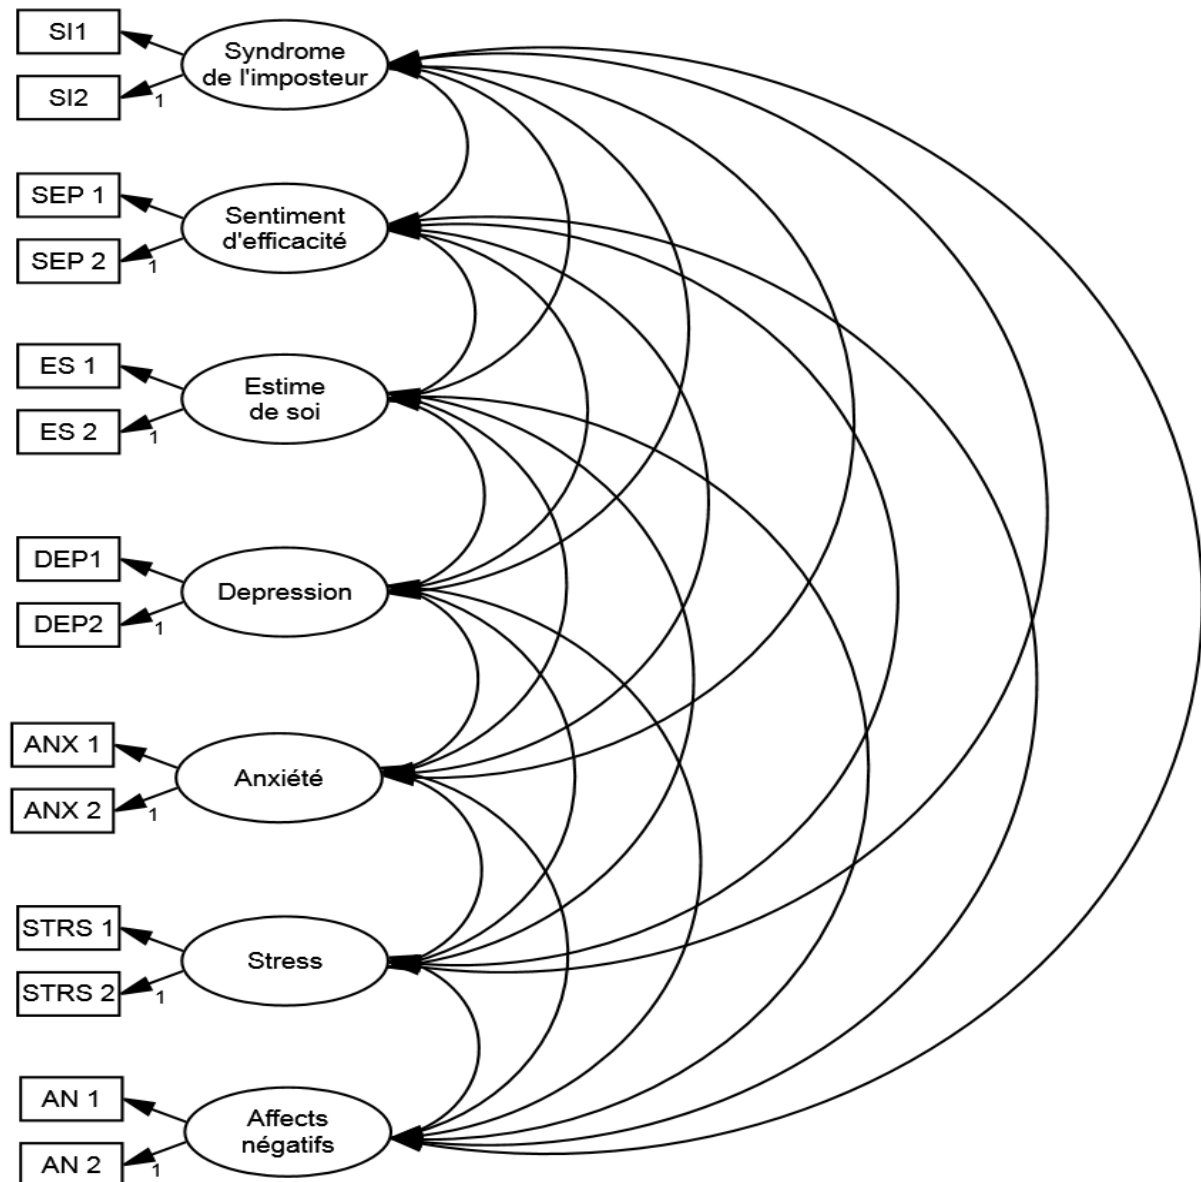 SI1
Syndrome
de l'imposteur
SI2
1
SEP 1
Sentiment
d'efficacité
SEP 2
1
ES 1
Estime
de soi
ES 2
1
DEP1
Depression
DEP2
1
ANX 1
Anxiété
ANX 2
1
STRS 1
Stress
STRS 2
1
AN 1
Affects
négatifs
AN 2
1